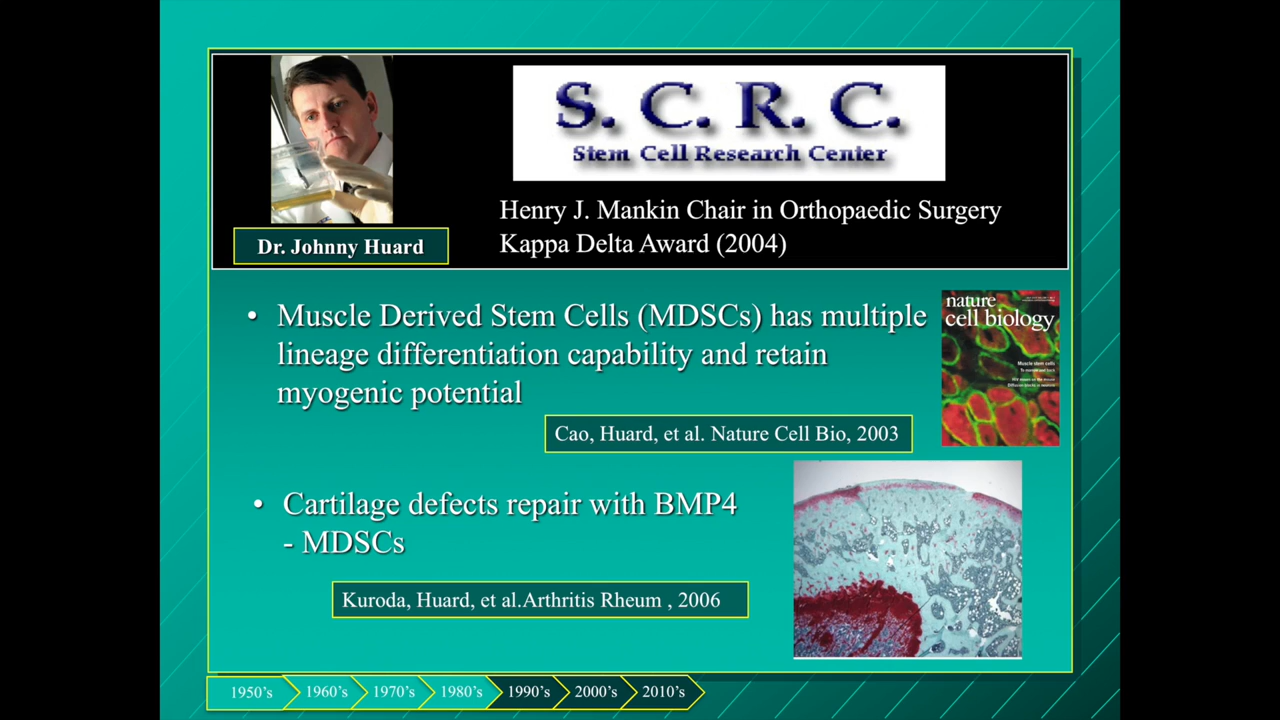 S. C. R. C.
Stem Cell Research Center
Henry J. Mankin Chair in Orthopaedic Surgery
Kappa Delta Award (2004)
Dr. Johnny Huard
• Muscle Derived Stem Cells (MDSCs) has multiple
lineage differentiation capability and retain
myogenic potential
nature
cell biology
Muscle stem cells
Cao, Huard, et al. Nature Cell Bio, 2003
• Cartilage defects repair with BMP4
- MDSCs
Kuroda, Huard, et al.Arthritis Rheum , 2006
1950’s 1960’s 1970’s 1980’s 1990’s 2000’s 2010’s